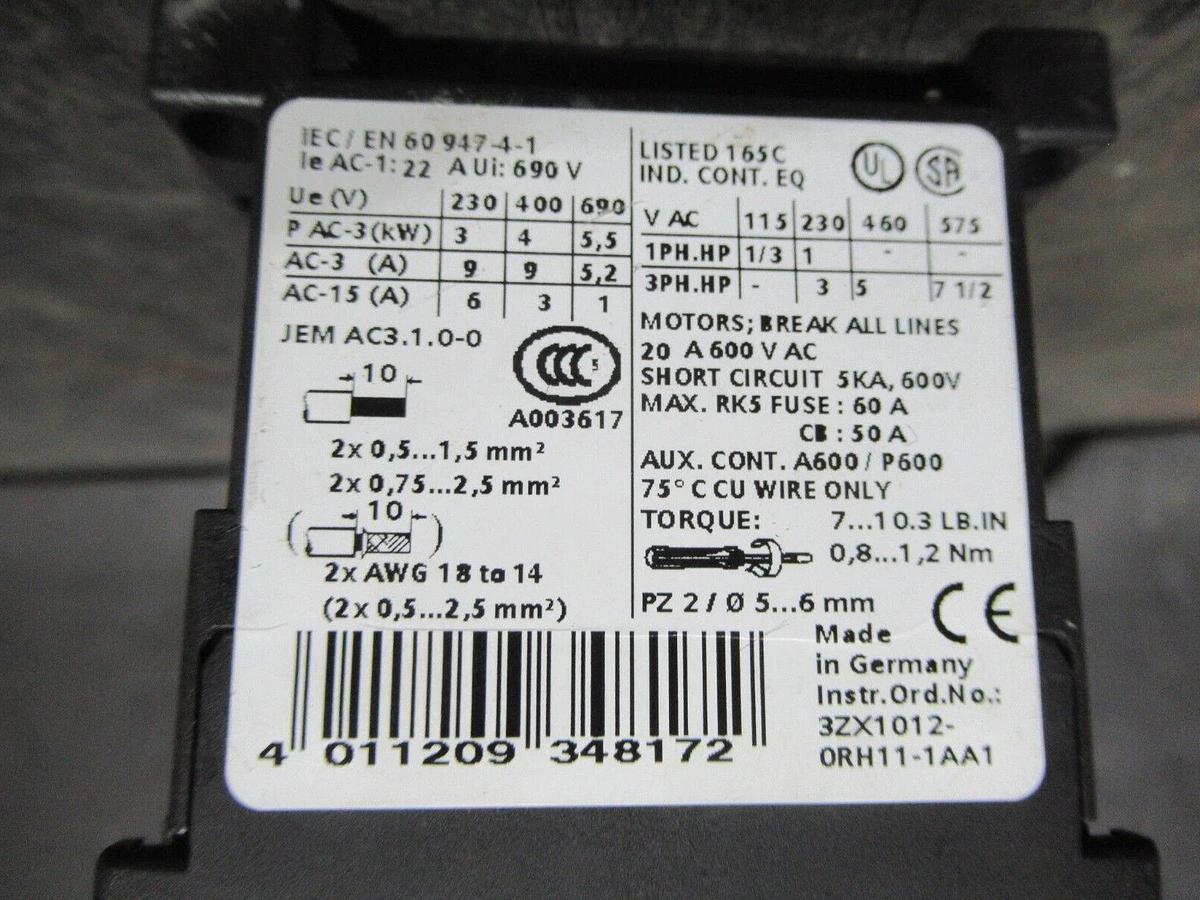 IEC / EN 60 947-4-1
Ie AC-1: 22 A Ui: 690 V
Ue (V) 230 400 690
P AC-3 (kW) 3 4 5,5
AC-3 (A) 9 9 5,2
AC-15 (A) 6 3 1
JEM AC3.1.0-0
10
CCC S
A003617
2x 0,5...1,5 mm²
2x 0,75...2,5 mm²
10
2x AWG 18 to 14
(2x 0,5...2,5 mm²)
LISTED 165C UL SA
IND. CONT. EQ
V AC 115 230 460 575
1PH.HP 1/3 1 - -
3PH.HP - 3 5 7 1/2
MOTORS; BREAK ALL LINES
20 A 600 V AC
SHORT CIRCUIT 5KA, 600V
MAX. RK5 FUSE : 60 A
CB : 50 A
AUX. CONT. A600 / P600
75° C CU WIRE ONLY
TORQUE: 7...10.3 LB.IN
0,8...1,2 Nm
PZ 2 / Ø 5...6 mm
CE
Made
in Germany
Instr.Ord.No.:
3ZX1012-
0RH11-1AA1
4 011209 348172